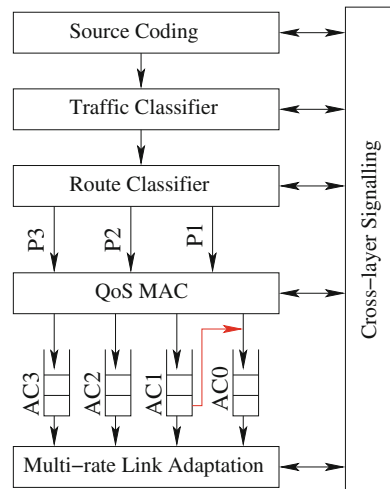 Source Coding
Traffic Classifier
Route Classifier
P3
P2
P1
QoS MAC
AC3
AC2
AC1
AC0
Multi−rate Link Adaptation
Cross−layer Signalling